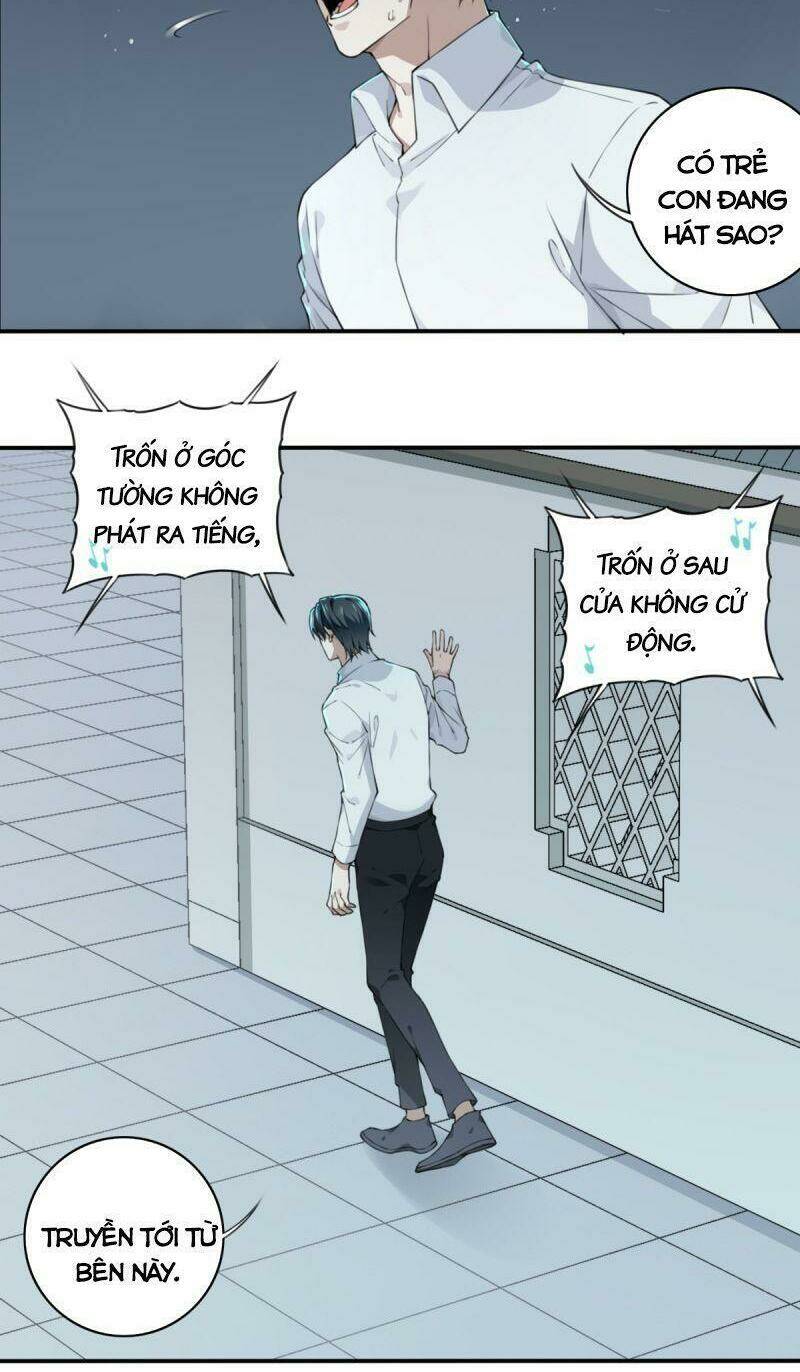 CÓ TRẺ
CON ĐANG
HÁT SAO?
TRỐN Ở GÓC
TƯỜNG KHÔNG
PHÁT RA TIẾNG,
TRỐN Ở SAU
CỬA KHÔNG CỬ
ĐỘNG.
TRUYỀN TỚI TỪ
BÊN NÀY.